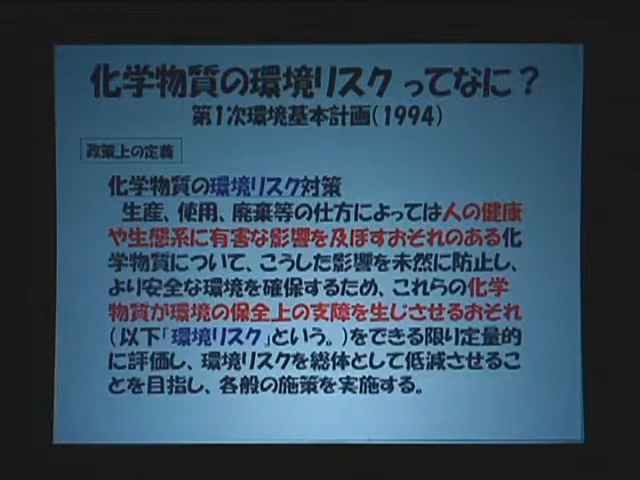 化学物質の環境リスク ってなに？
第1次環境基本計画(1994)
政策上の定義
化学物質の環境リスク対策
生産、使用、廃棄等の仕方によっては人の健康
や生態系に有害な影響を及ぼすおそれのある化
学物質について、こうした影響を未然に防止し、
より安全な環境を確保するため、これらの化学
物質が環境の保全上の支障を生じさせるおそれ
(以下「環境リスク」という。)をできる限り定量的
に評価し、環境リスクを総体として低減させるこ
とを目指し、各般の施策を実施する。